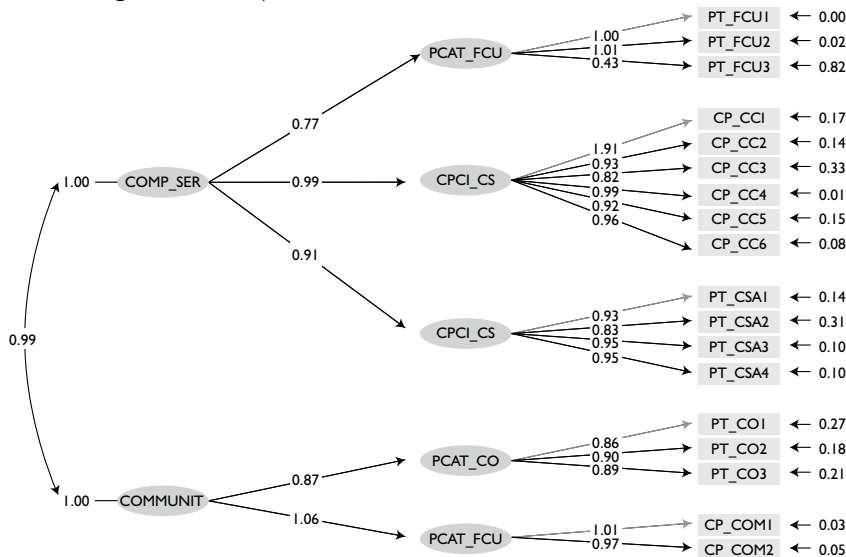 PT_FCU1 0.00
1.00
PCAT_FCU 1.01 PT_FCU2 0.02
0.43 PT_FCU3 0.82
0.77
CP_CC1 0.17
1.91 CP_CC2 0.14
0.93
0.82 CP_CC3 0.33
1.00 COMP_SER 0.99 CPCI_CS 0.99 CP_CC4 0.01
0.92 CP_CC5 0.15
0.96 CP_CC6 0.08
0.91
PT_CSA1 0.14
0.93
CPCI_CS 0.83 PT_CSA2 0.31
0.99 0.95 PT_CSA3 0.10
0.95 PT_CSA4 0.10
PT_CO1 0.27
0.86
0.87 PCAT_CO 0.90 PT_CO2 0.18
0.89 PT_CO3 0.21
1.00 COMMUNIT
1.06
PCAT_FCU 1.01 CP_COM1 0.03
0.97 CP_COM2 0.05